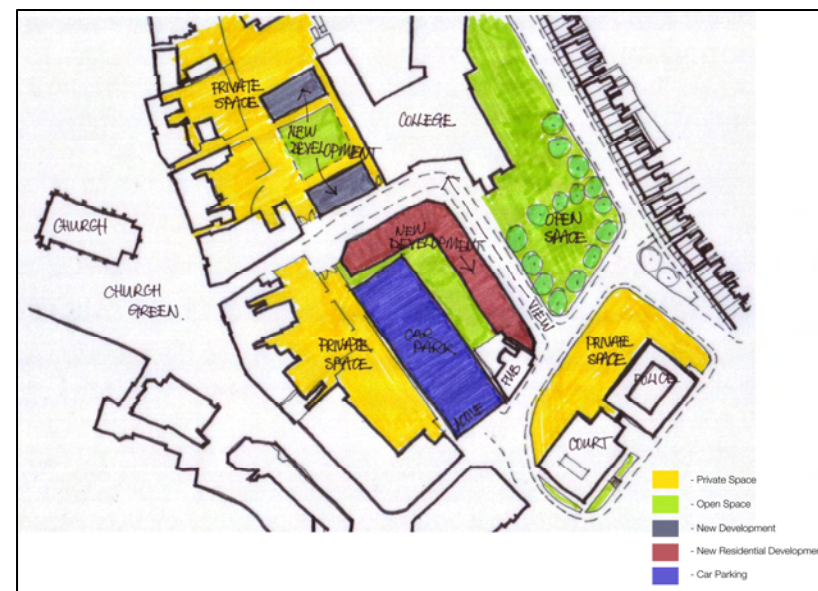 PRIVATE
SPACE
NEW
DEVELOPMENT
COLLEGE
CHURCH
CHURCH
GREEN.
NEW
DEVELOPMENT
OPEN
SPACE
VIEW
PRIVATE
SPACE
CAR
PARK
PUB
ACTIVE
PRIVATE
SPACE
POLICE
COURT
- Private Space
- Open Space
- New Development
- New Residential Developme
- Car Parking